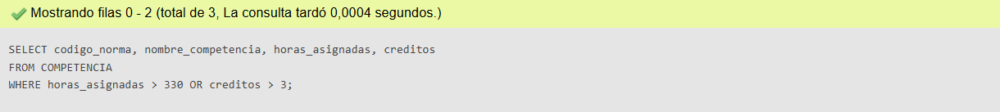 Mostrando filas 0 - 2 (total de 3, La consulta tardó 0,0004 segundos.)
SELECT codigo_norma, nombre_competencia, horas_asignadas, creditos
FROM COMPETENCIA
WHERE horas_asignadas > 330 OR creditos > 3;